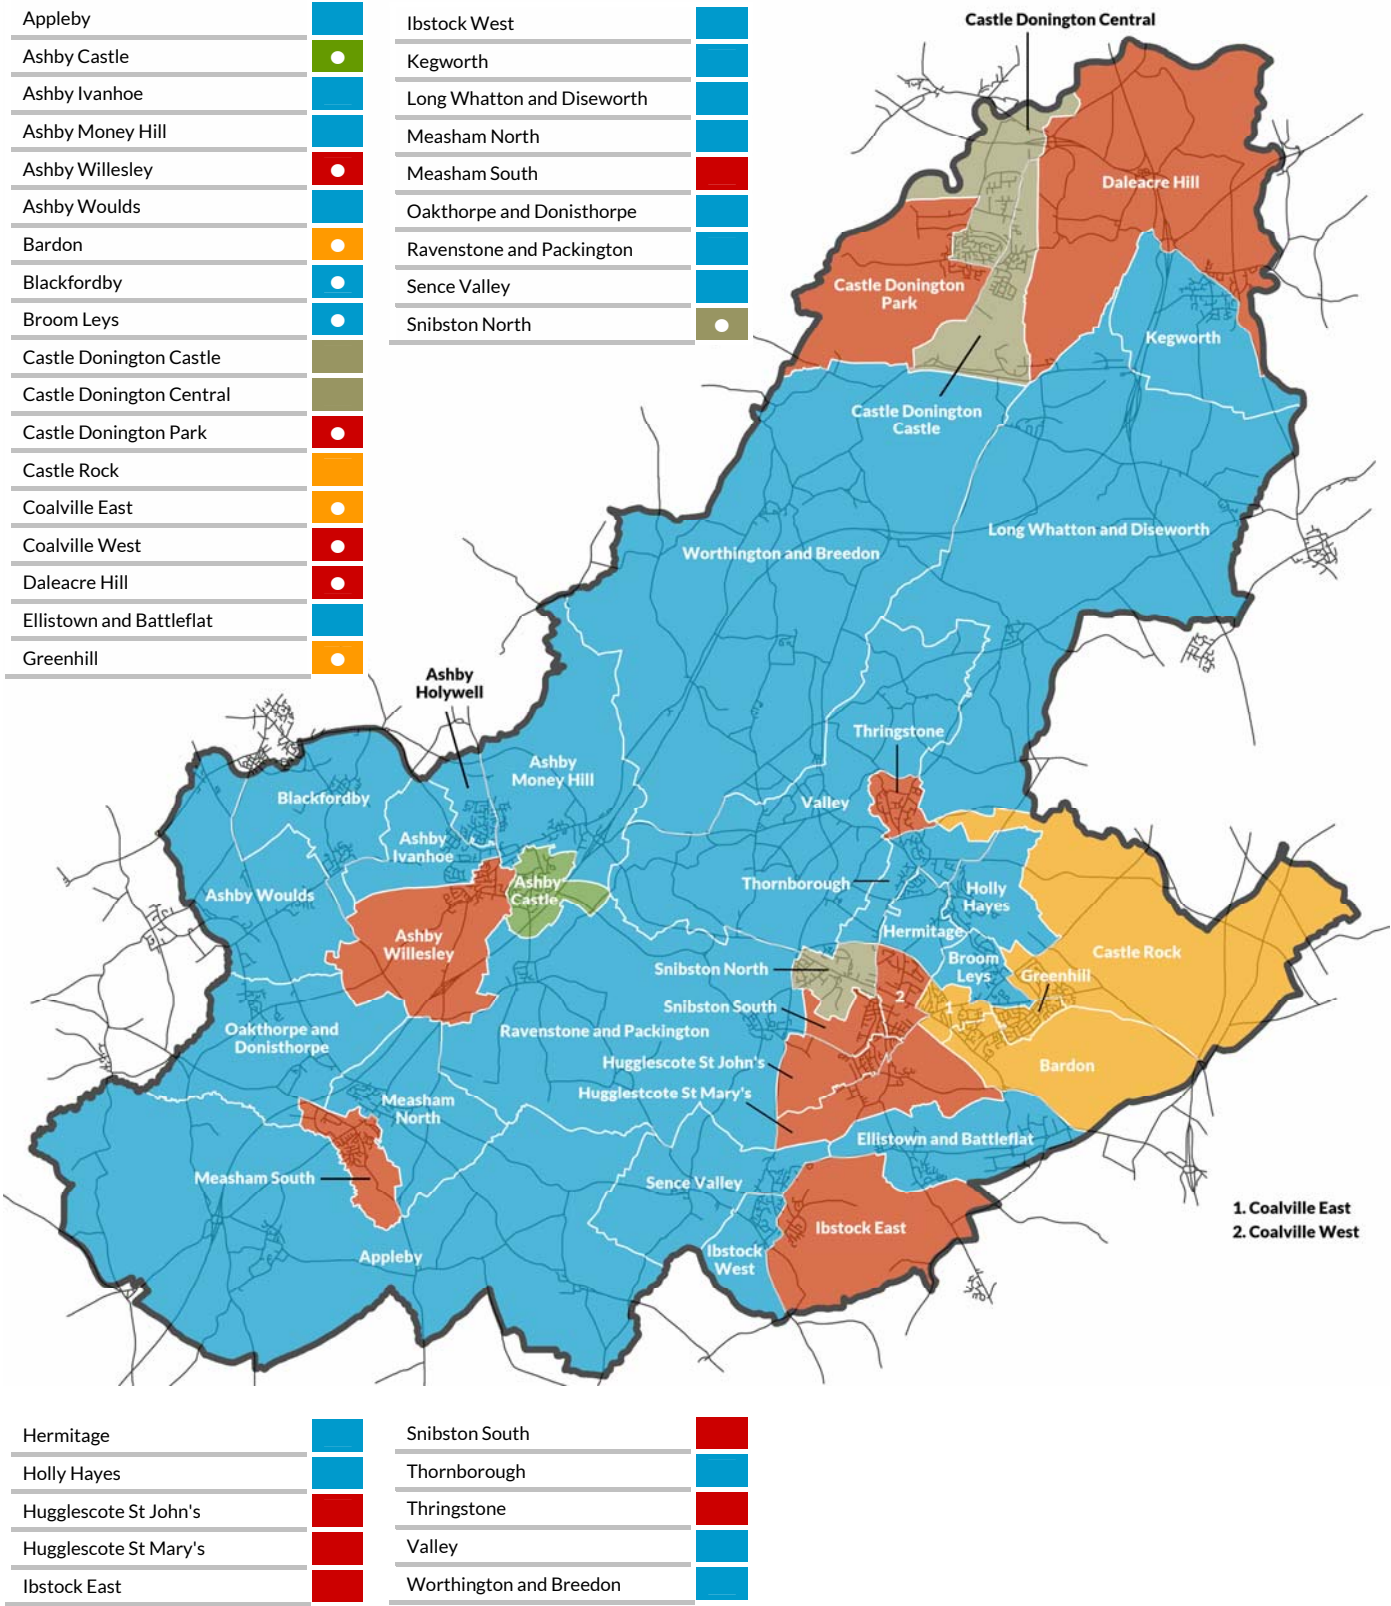 Appleby
Ashby Castle
Ashby Ivanhoe
Ashby Money Hill
Ashby Willesley
Ashby Woulds
Bardon
Blackfordby
Broom Leys
Castle Donington Castle
Castle Donington Central
Castle Donington Park
Castle Rock
Coalville East
Coalville West
Daleacre Hill
Ellistown and Battleflat
Greenhill
Ibstock West
Kegworth
Long Whatton and Diseworth
Measham North
Measham South
Oakthorpe and Donisthorpe
Ravenstone and Packington
Sence Valley
Snibston North
Castle Donington Central
Daleacre Hill
Castle Donington
Park
Kegworth
Castle Donington
Castle
Long Whatton and Diseworth
Worthington and Breedon
Ashby
Holywell
Thringstone
Ashby
Money Hill
Blackfordby
Valley
Ashby
Ivanhoe
Ashby Woulds
Ashby
Castle
Thornborough
Holly
Hayes
Ashby
Willesley
Hermitage
Castle Rock
Broom
Leys
Greenhill
Snibston North
1
2
Snibston South
Oakthorpe and
Donisthorpe
Ravenstone and Packington
Hugglescote St John's
Bardon
Hugglestcote St Mary's
Measham
North
Ellistown and Battleflat
Measham South
Sence Valley
Ibstock East
Ibstock
West
Appleby
1. Coalville East
2. Coalville West
Hermitage
Holly Hayes
Hugglescote St John's
Hugglescote St Mary's
Ibstock East
Snibston South
Thornborough
Thringstone
Valley
Worthington and Breedon